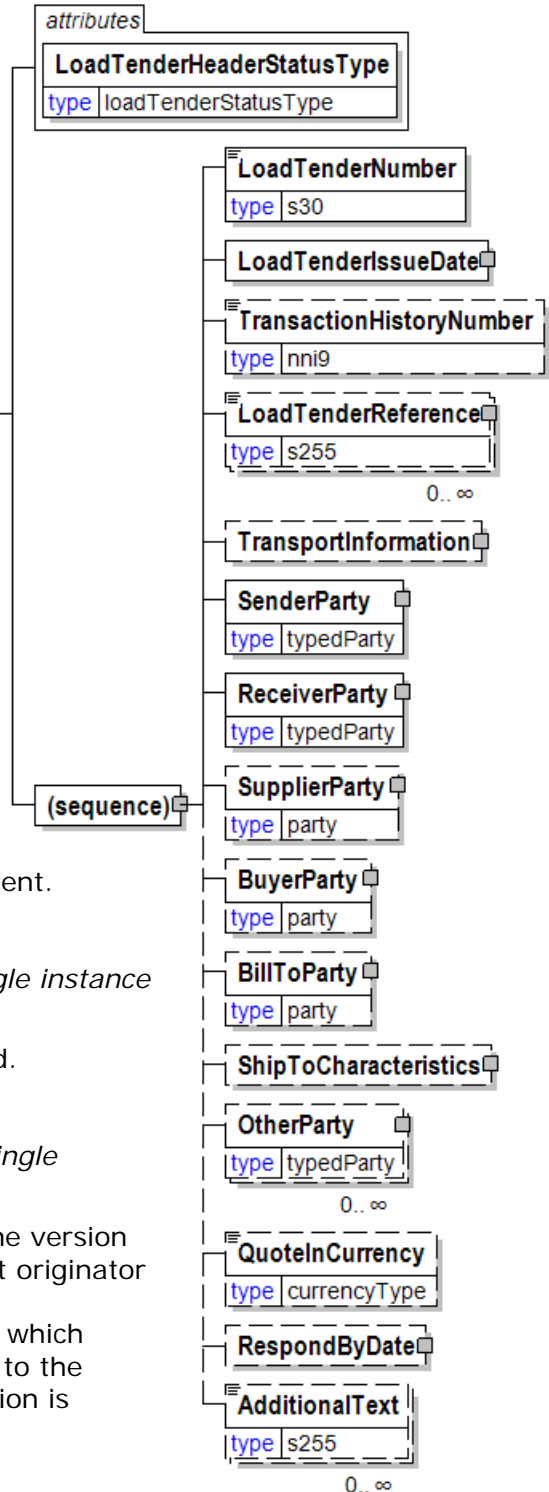 attributes
LoadTenderHeaderStatusType
type loadTenderStatusType
LoadTenderNumber
type s30
LoadTenderIssueDate
TransactionHistoryNumber
type nni9
LoadTenderReference
type s255
0.. ∞
TransportInformation
SenderParty
type typedParty
ReceiverParty
type typedParty
(sequence)
SupplierParty
type party
BuyerParty
type party
BillToParty
type party
ShipToCharacteristics
OtherParty
type typedParty
0.. ∞
QuoteInCurrency
type currencyType
RespondByDate
AdditionalText
type s255
0.. ∞
ent.
gle instance
d.
ingle
ne version
t originator
which
to the
ion is